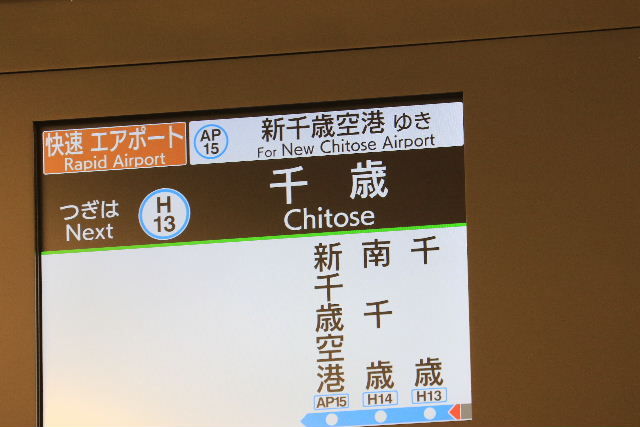 快速 エアポート
Rapid Airport
AP
15
新千歳空港 ゆき
For New Chitose Airport
つぎは
Next
H
13
千歳
Chitose
新千歳空港
南千歳
千歳
AP15
H14
H13